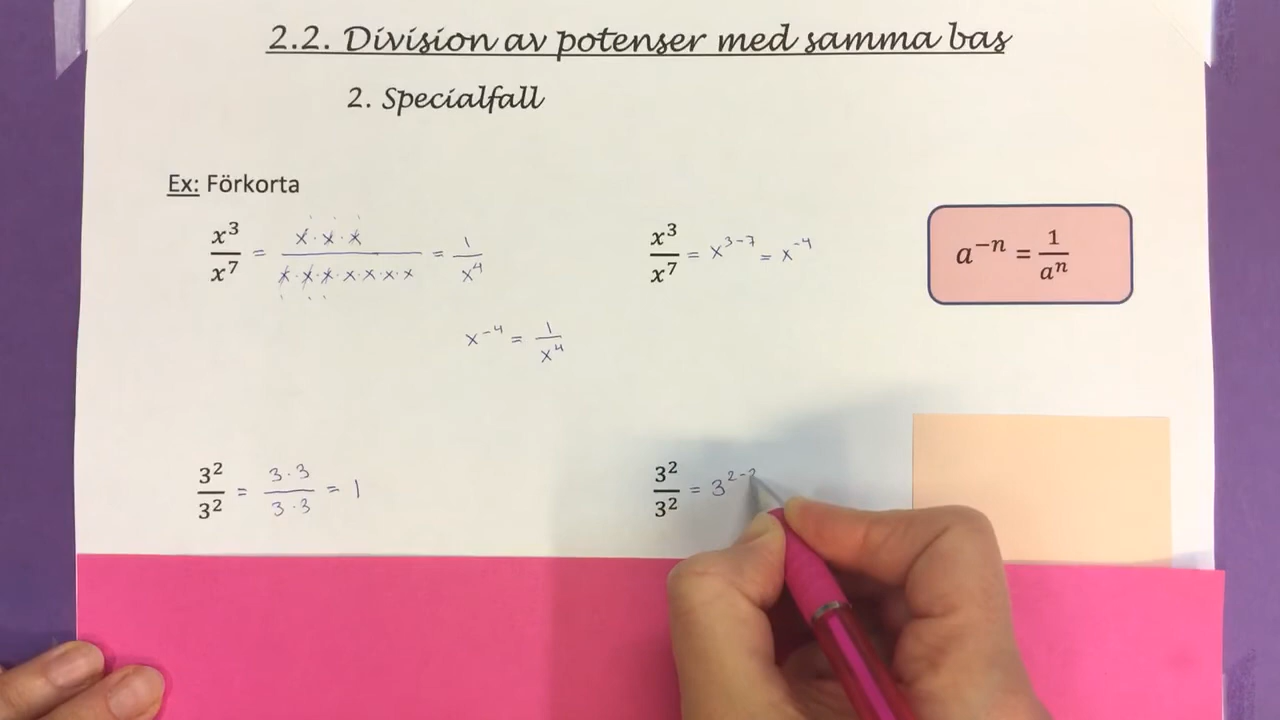 2.2. Division av potenser med samma bas
2. Specialfall
Ex: Förkorta
x³/x⁷ = x·x·x / x·x·x·x·x·x·x = 1/x⁴
x³/x⁷ = x³⁻⁷ = x⁻⁴
a⁻ⁿ = 1/aⁿ
x⁻⁴ = 1/x⁴
3²/3² = 3·3 / 3·3 = 1
3²/3² = 3²⁻²